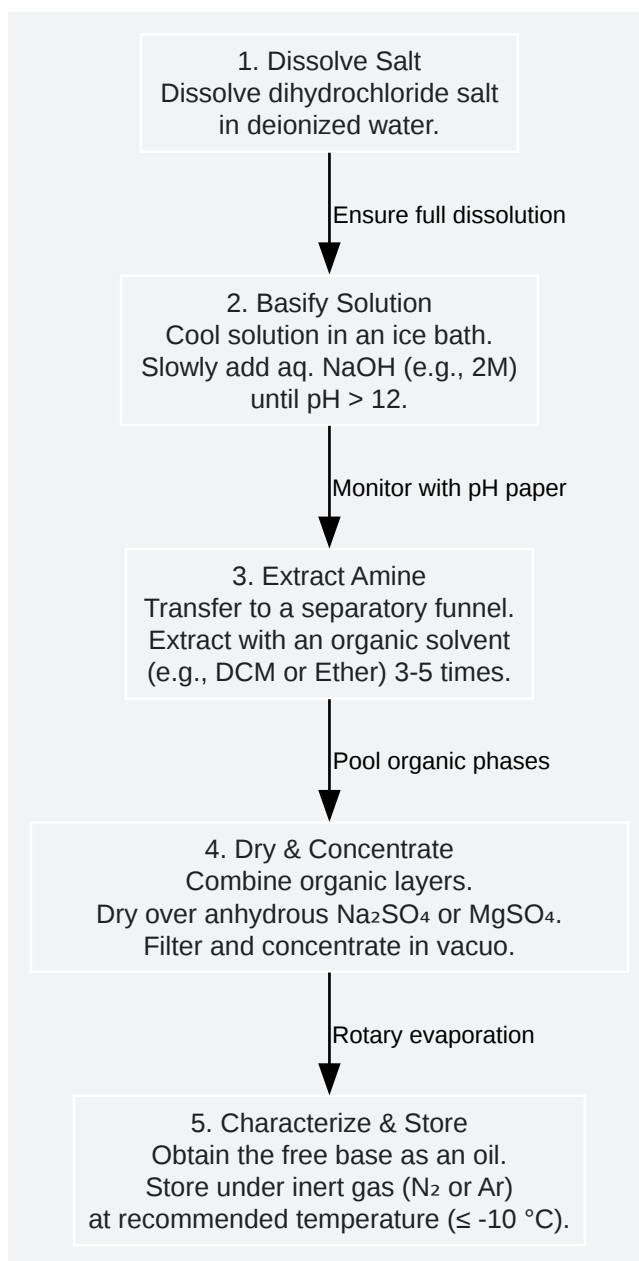 1. Dissolve Salt
Dissolve dihydrochloride salt
in deionized water.
Ensure full dissolution
2. Basify Solution
Cool solution in an ice bath.
Slowly add aq. NaOH (e.g., 2M)
until pH > 12.
Monitor with pH paper
3. Extract Amine
Transfer to a separatory funnel.
Extract with an organic solvent
(e.g., DCM or Ether) 3-5 times.
Pool organic phases
4. Dry & Concentrate
Combine organic layers.
Dry over anhydrous Na₂SO₄ or MgSO₄.
Filter and concentrate in vacuo.
Rotary evaporation
5. Characterize & Store
Obtain the free base as an oil.
Store under inert gas (N₂ or Ar)
at recommended temperature (≤ -10 °C).